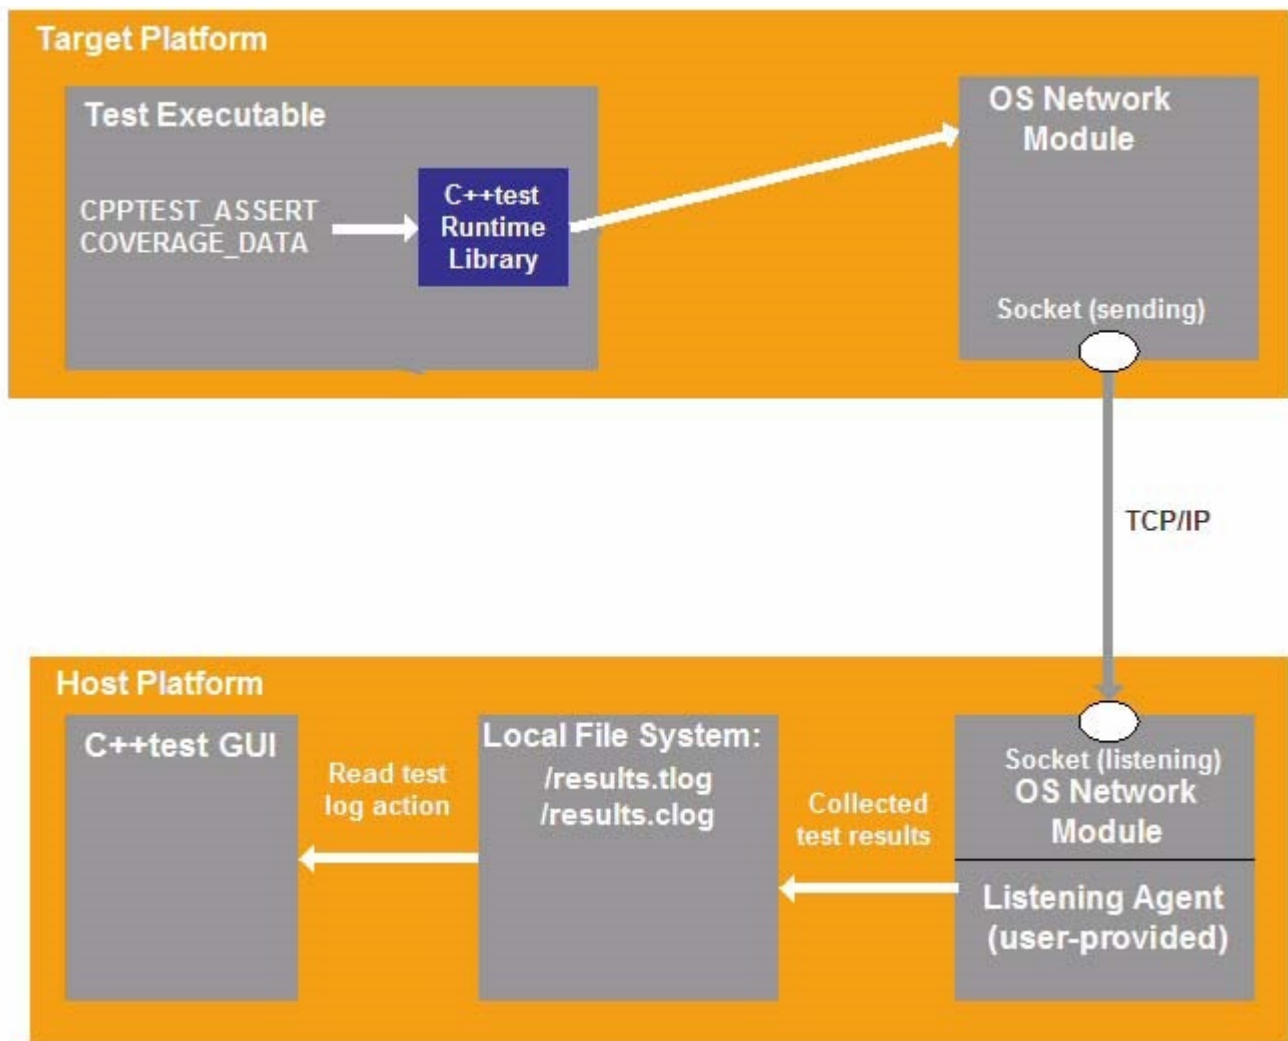 Target Platform
Test Executable
CPPTEST_ASSERT
COVERAGE_DATA
C++test
Runtime
Library
OS Network
Module
Socket (sending)
TCP/IP
Host Platform
C++test GUI
Read test
log action
Local File System:
/results.tlog
/results.clog
Collected
test results
Socket (listening)
OS Network
Module
Listening Agent
(user-provided)